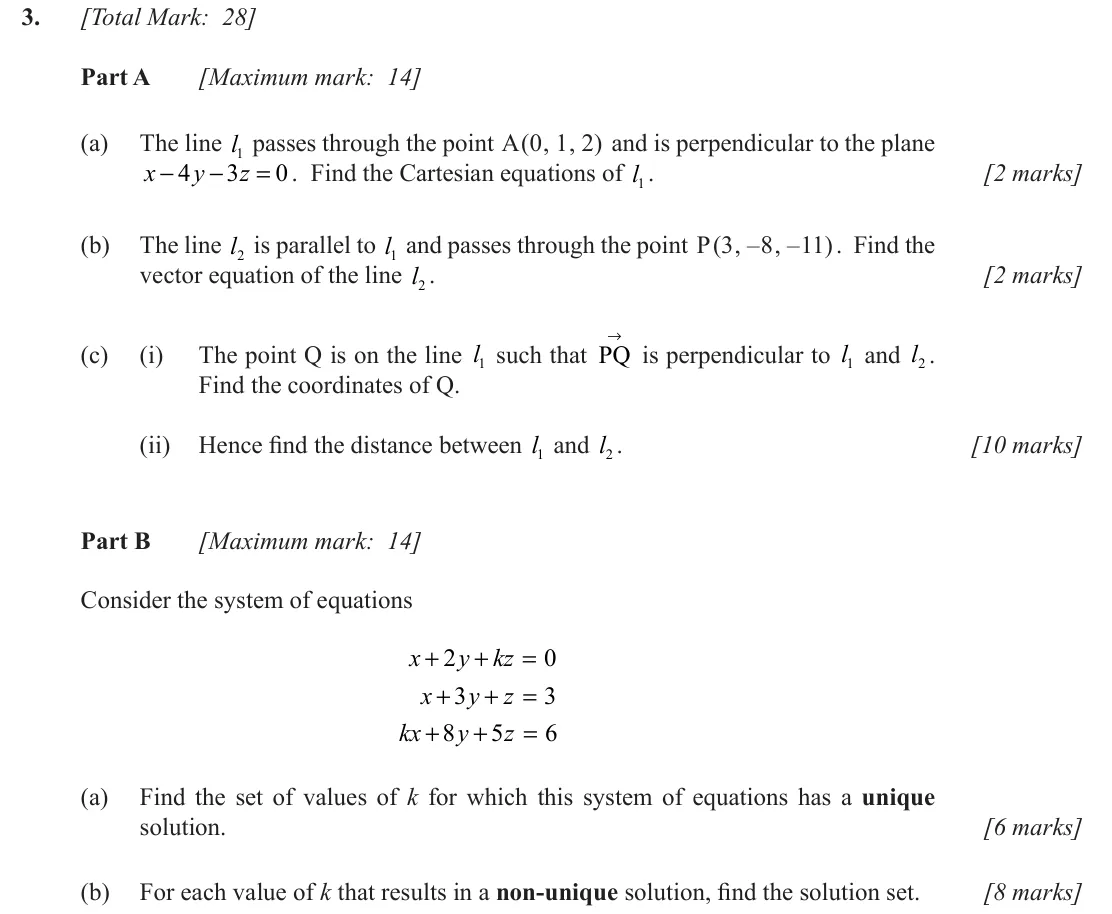 3. [Total Mark: 28]
Part A [Maximum mark: 14]
(a) The line l₁ passes through the point A(0, 1, 2) and is perpendicular to the plane
x − 4y − 3z = 0. Find the Cartesian equations of l₁. [2 marks]
(b) The line l₂ is parallel to l₁ and passes through the point P(3, –8, –11). Find the
vector equation of the line l₂. [2 marks]
(c) (i) The point Q is on the line l₁ such that PQ⃗ is perpendicular to l₁ and l₂.
Find the coordinates of Q.
(ii) Hence find the distance between l₁ and l₂. [10 marks]
Part B [Maximum mark: 14]
Consider the system of equations
x + 2y + kz = 0
x + 3y + z = 3
kx + 8y + 5z = 6
(a) Find the set of values of k for which this system of equations has a unique
solution. [6 marks]
(b) For each value of k that results in a non-unique solution, find the solution set. [8 marks]